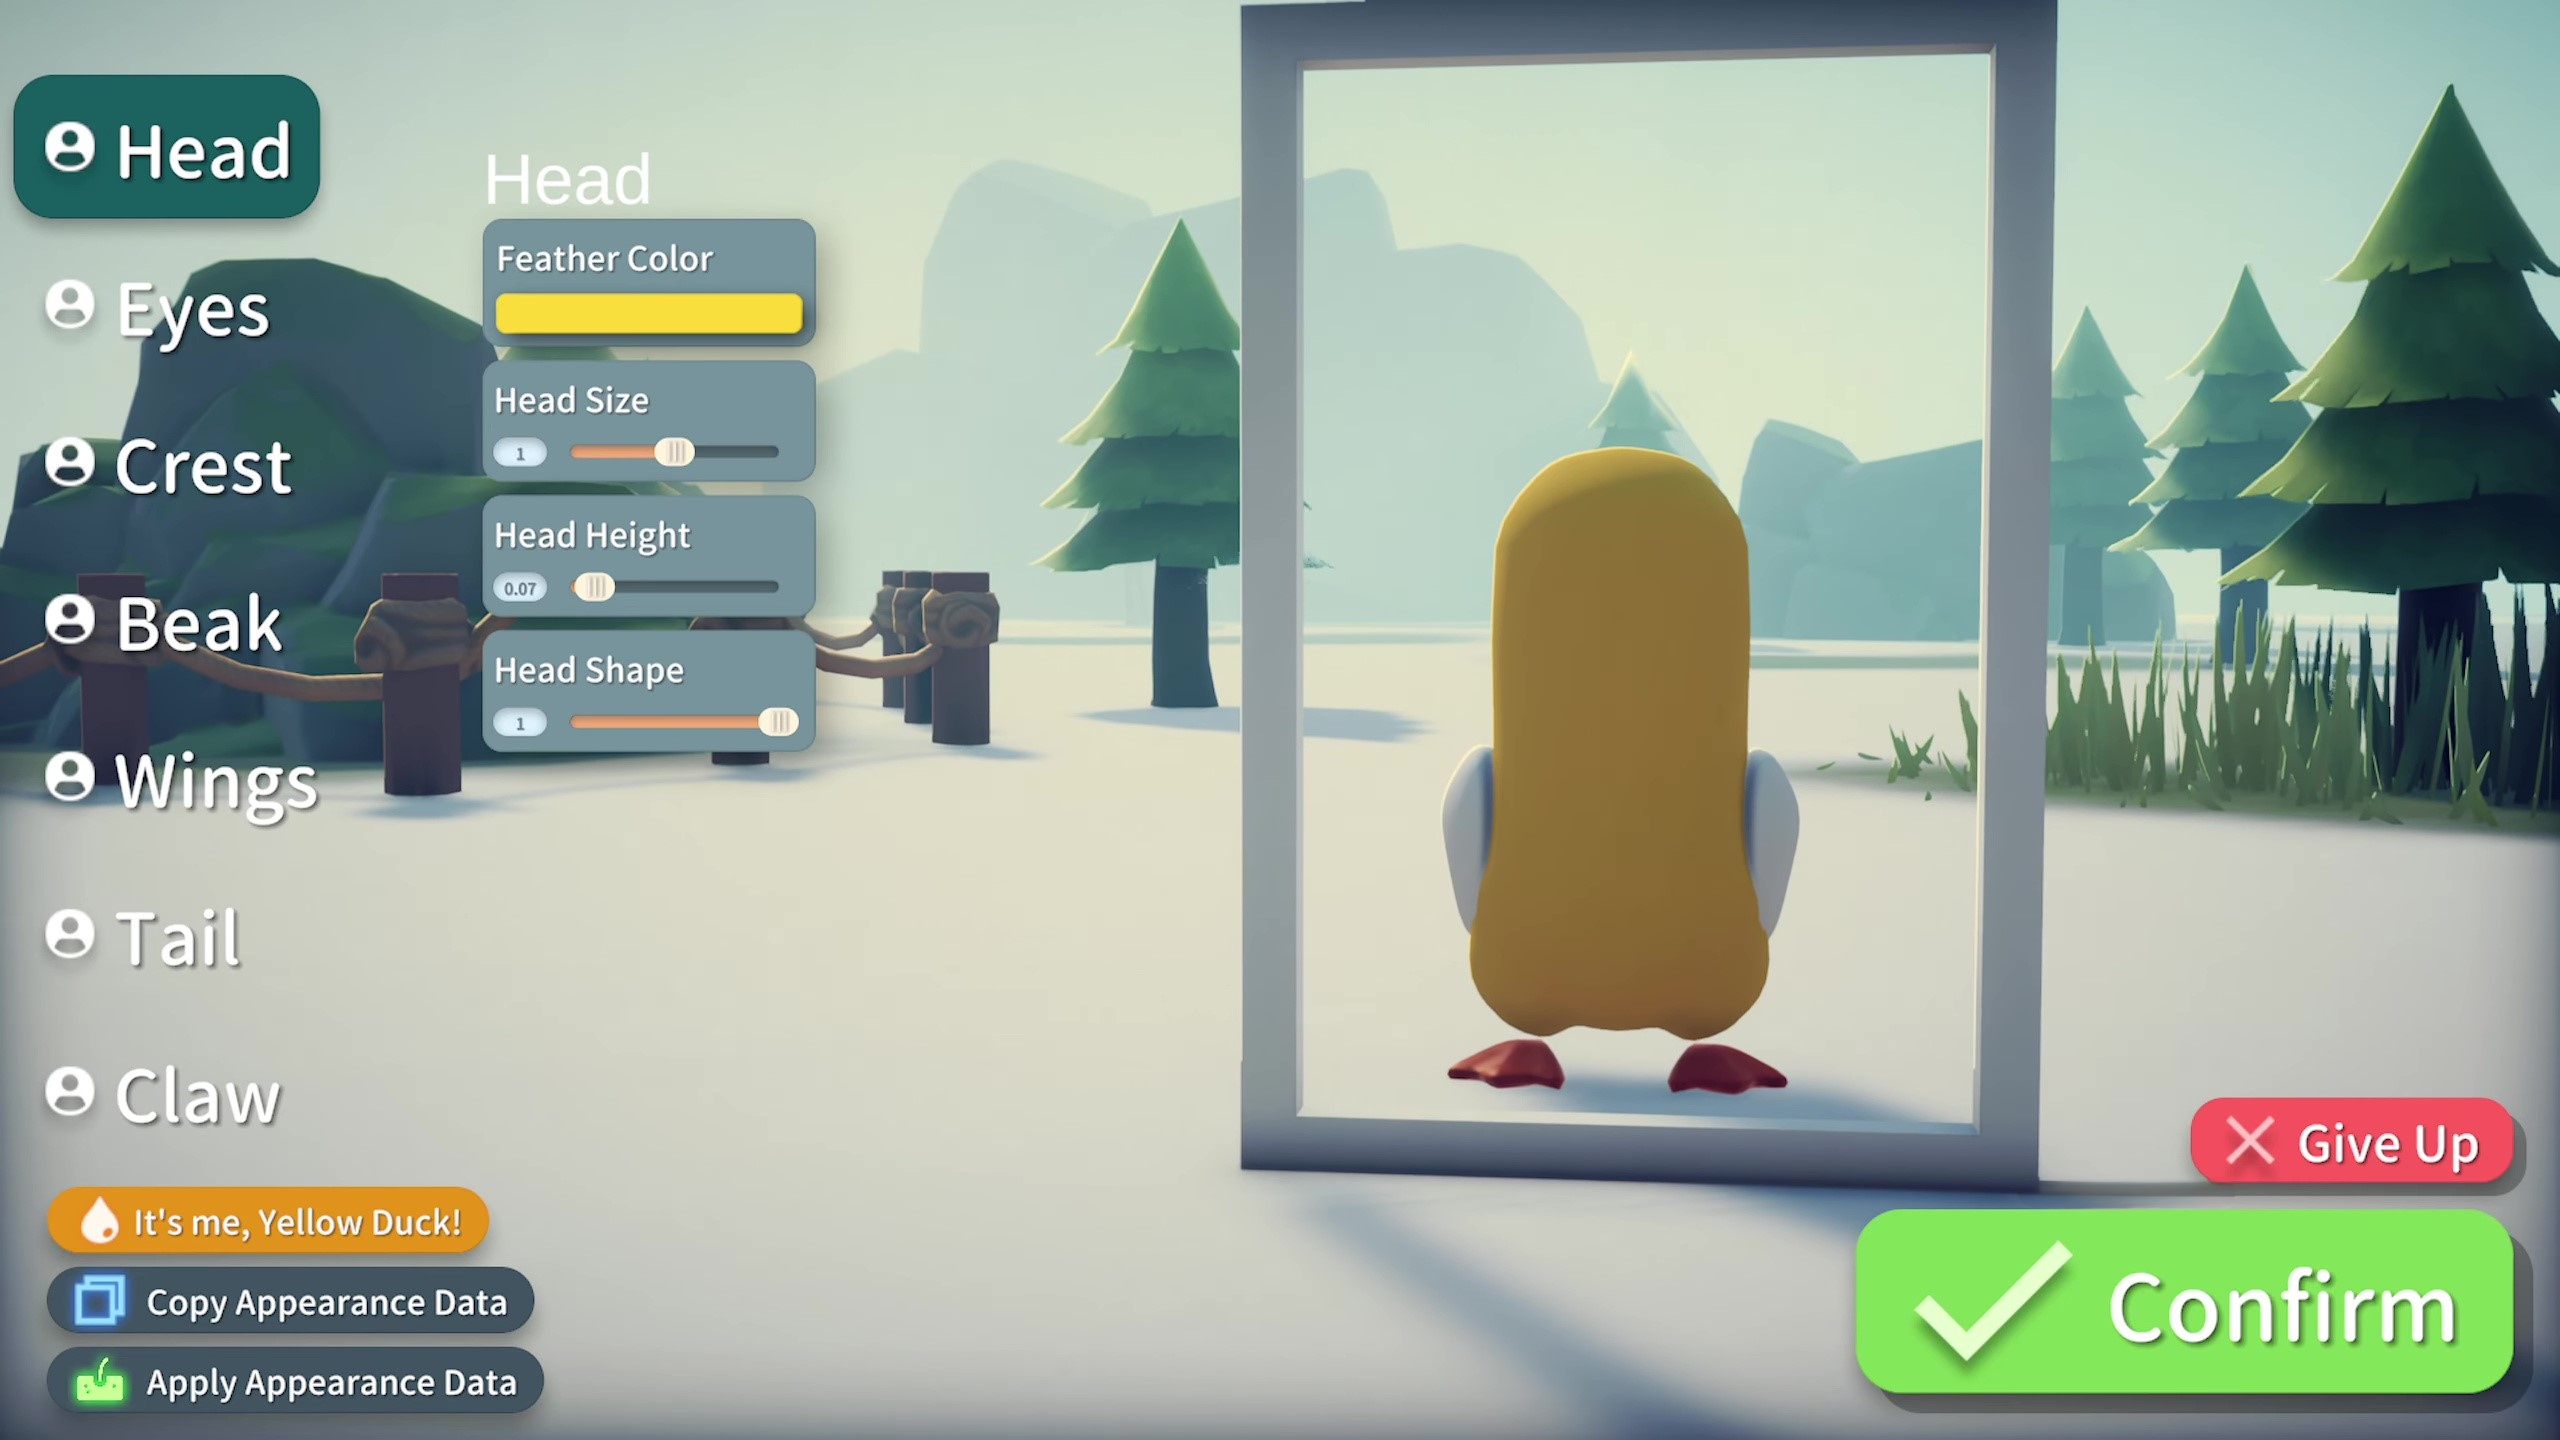 Head
Eyes
Crest
Beak
Wings
Tail
Claw
Head
Feather Color
Head Size
1
Head Height
0.07
Head Shape
1
It's me, Yellow Duck!
Copy Appearance Data
Apply Appearance Data
Give Up
Confirm